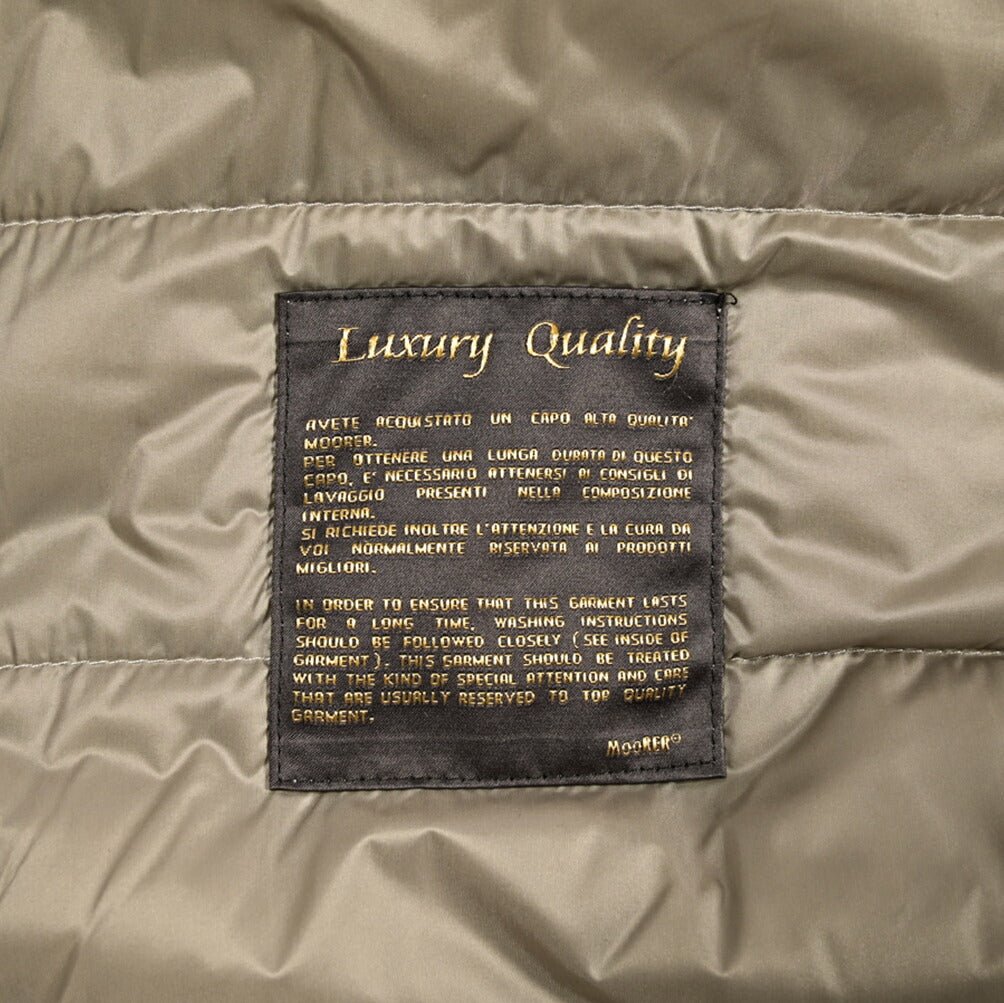 Luxury Quality
AVETE ACQUISTATO UN CAPO ALTA QUALITA'
MOORER.
PER OTTENERE UNA LUNGA DURATA DI QUESTO
CAPO, E' NECESSARIO ATTENERSI AI CONSIGLI DI
LAVAGGIO PRESENTI NELLA COMPOSIZIONE
INTERNA.
SI RICHIEDE INOLTRE L'ATTENZIONE E LA CURA DA
VOI NORMALMENTE RISERVATA AI PRODOTTI
MIGLIORI.
IN ORDER TO ENSURE THAT THIS GARMENT LASTS
FOR A LONG TIME, WASHING INSTRUCTIONS
SHOULD BE FOLLOWED CLOSELY (SEE INSIDE OF
GARMENT). THIS GARMENT SHOULD BE TREATED
WITH THE KIND OF SPECIAL ATTENTION AND CARE
THAT ARE USUALLY RESERVED TO TOP QUALITY
GARMENT.
MOORER®